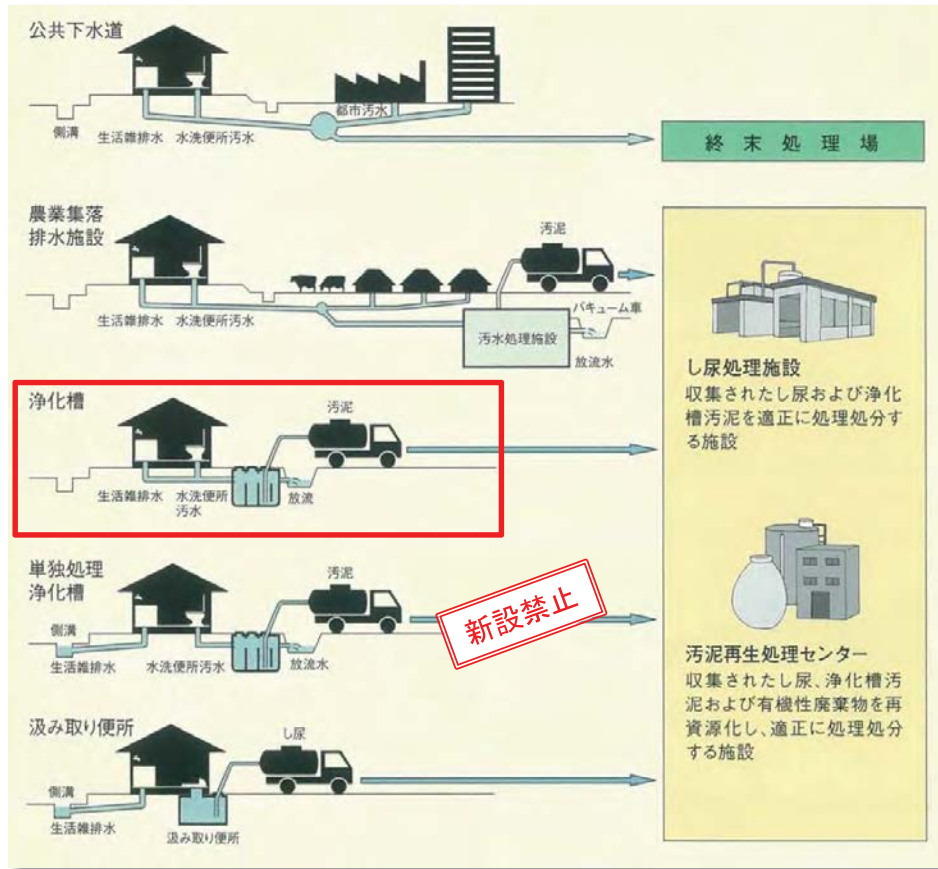 公共下水道
都市汚水
側溝
生活雑排水
水洗便所汚水
終末処理場
農業集落
排水施設
汚泥
バキューム車
生活雑排水
水洗便所汚水
汚水処理施設
放流水
し尿処理施設
収集されたし尿および浄化
槽汚泥を適正に処理処分す
る施設
浄化槽
汚泥
生活雑排水
水洗便所
汚水
放流
単独処理
浄化槽
汚泥
新設禁止
側溝
生活雑排水
水洗便所汚水
放流水
汚泥再生処理センター
収集されたし尿、浄化槽汚
泥および有機性廃棄物を再
資源化し、適正に処理処分
する施設
汲み取り便所
し尿
側溝
生活雑排水
汲み取り便所